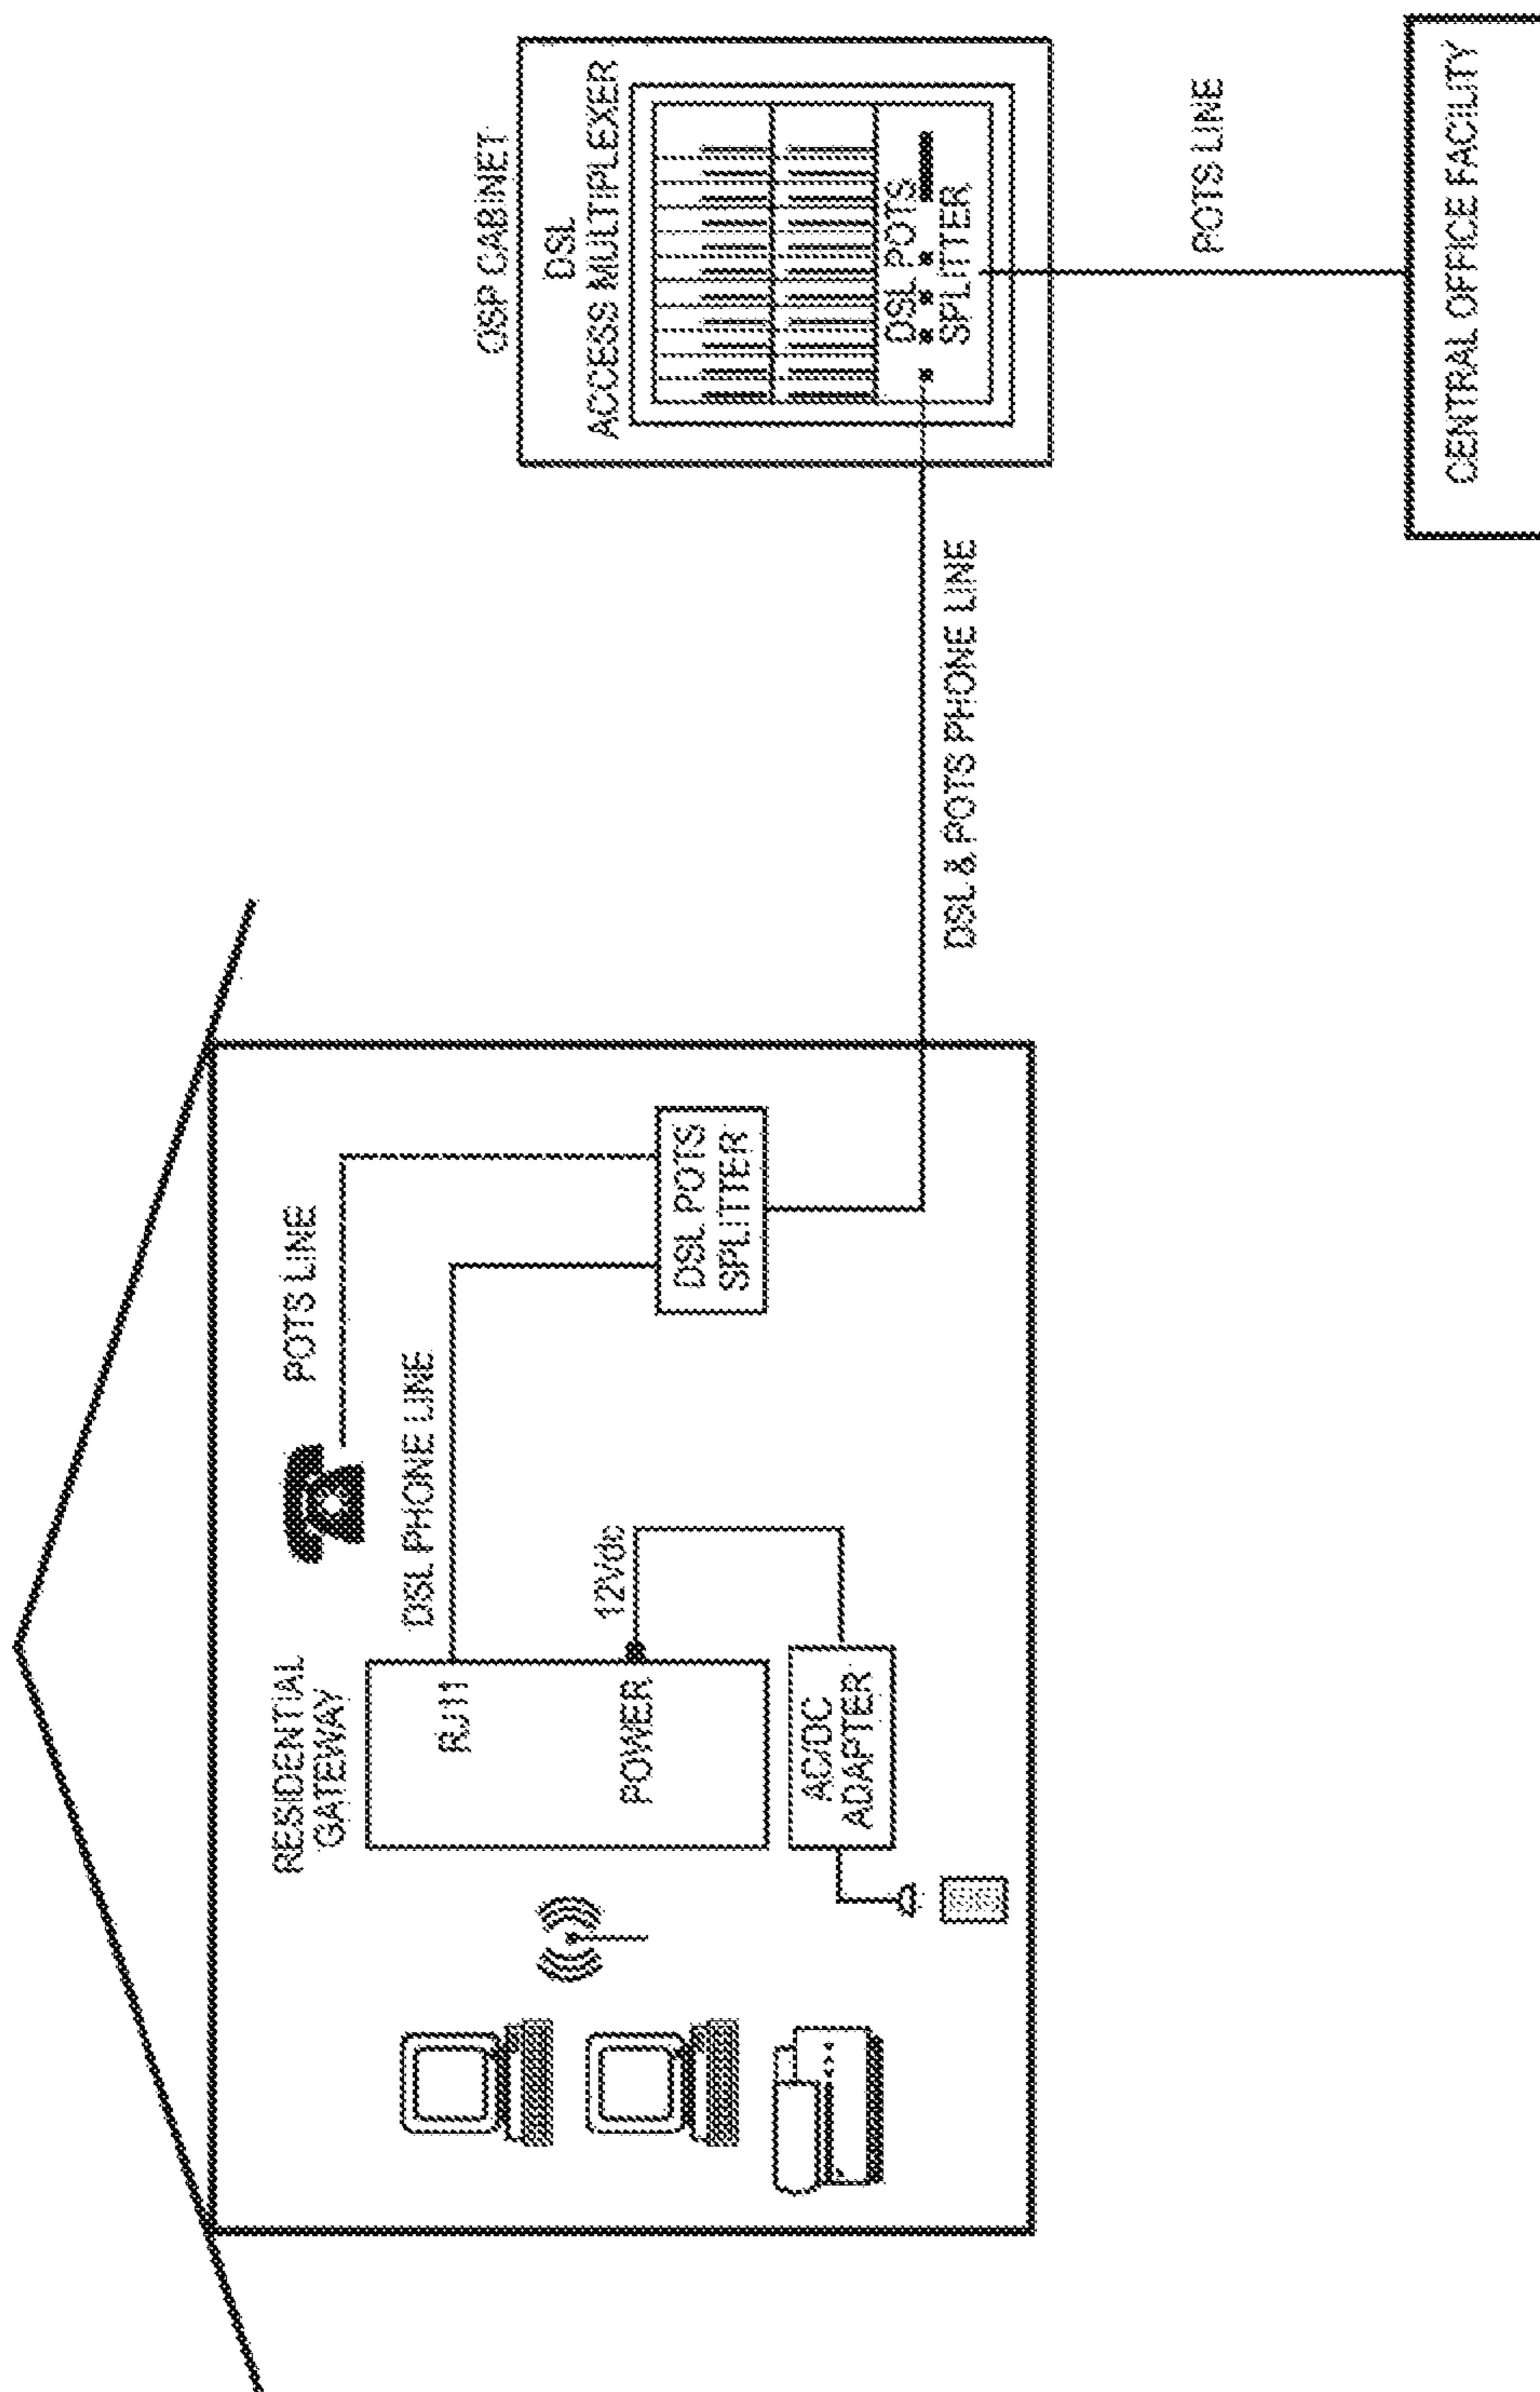 RESIDENTIAL
GATEWAY
RJ11
POWER
AC/DC
ADAPTER
12Vdc
DSL PHONE LINE
POTS LINE
DSL POTS
SPLITTER
DSL & POTS PHONE LINE
OSP CABINET
DSL
ACCESS MULTIPLEXER
DSL POTS
SPLITTER
POTS LINE
CENTRAL OFFICE FACILITY